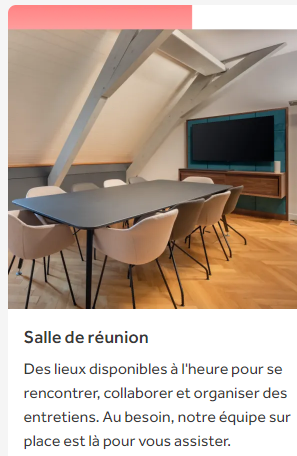 Salle de réunion
Des lieux disponibles à l'heure pour se
rencontrer, collaborer et organiser des
entretiens. Au besoin, notre équipe sur
place est là pour vous assister.